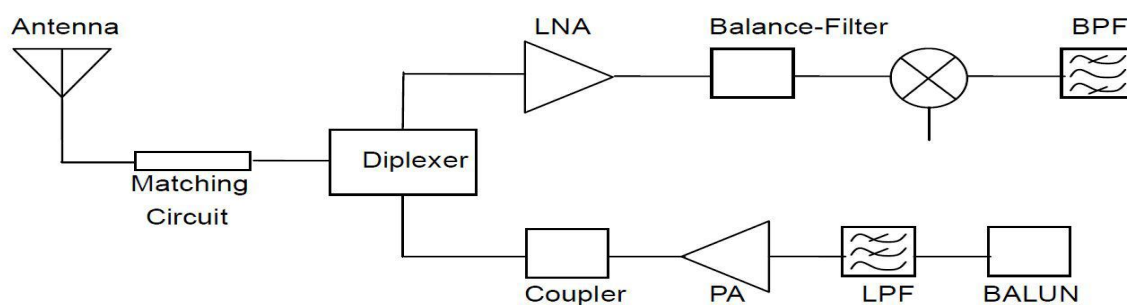 Antenna
LNA
Balance-Filter
BPF
Diplexer
Matching
Circuit
Coupler
PA
LPF
BALUN